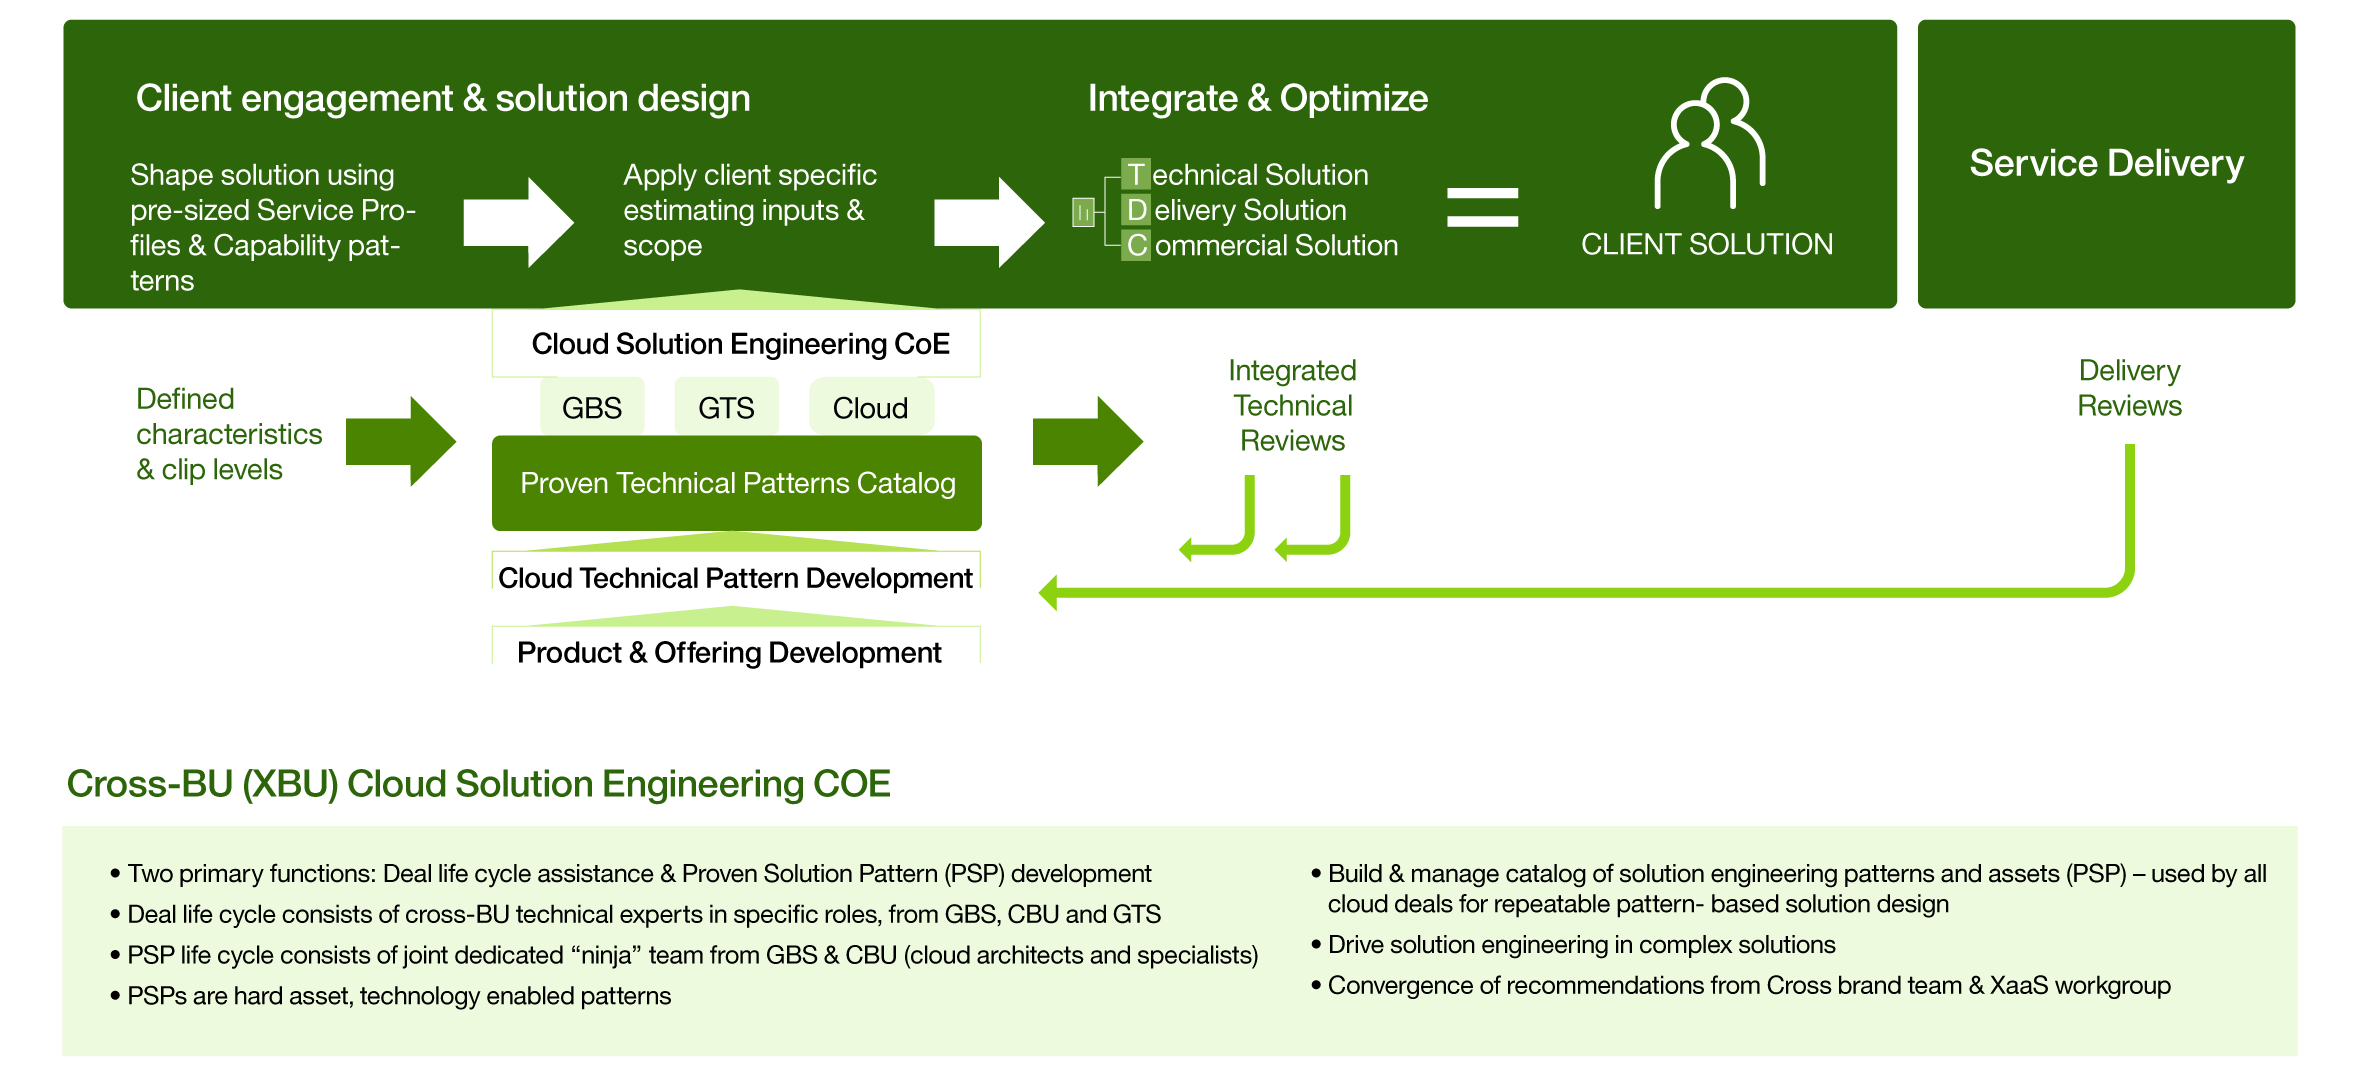 Client engagement & solution design
Shape solution using
pre-sized Service Pro-
files & Capability pat-
terns
Apply client specific
estimating inputs &
scope
Integrate & Optimize
Technical Solution
Delivery Solution
Commercial Solution
CLIENT SOLUTION
Service Delivery
Defined
characteristics
& clip levels
Cloud Solution Engineering CoE
GBS GTS Cloud
Proven Technical Patterns Catalog
Cloud Technical Pattern Development
Product & Offering Development
Integrated
Technical
Reviews
Delivery
Reviews
Cross-BU (XBU) Cloud Solution Engineering COE
• Two primary functions: Deal life cycle assistance & Proven Solution Pattern (PSP) development
• Deal life cycle consists of cross-BU technical experts in specific roles, from GBS, CBU and GTS
• PSP life cycle consists of joint dedicated “ninja” team from GBS & CBU (cloud architects and specialists)
• PSPs are hard asset, technology enabled patterns
• Build & manage catalog of solution engineering patterns and assets (PSP) – used by all
cloud deals for repeatable pattern- based solution design
• Drive solution engineering in complex solutions
• Convergence of recommendations from Cross brand team & XaaS workgroup